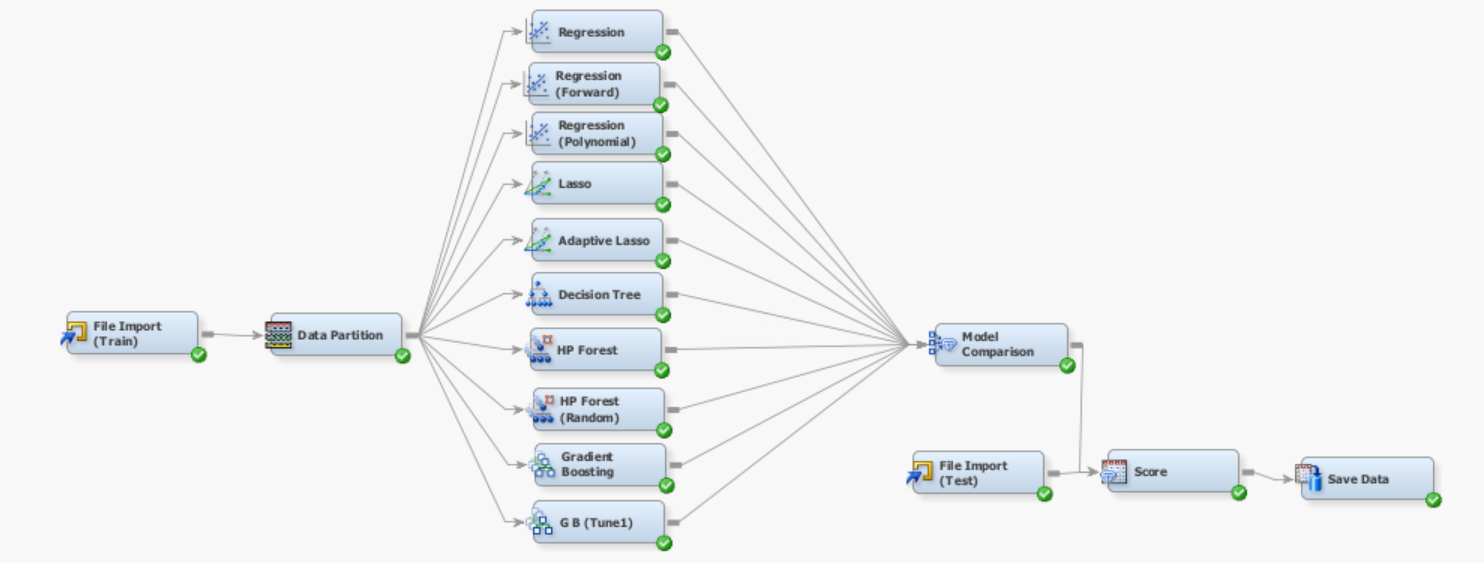 Regression
Regression
(Forward)
Regression
(Polynomial)
Lasso
Adaptive Lasso
Decision Tree
File Import
(Train)
Data Partition
HP Forest
Model
Comparison
HP Forest
(Random)
Gradient
Boosting
File Import
(Test)
Score
Save Data
G B (Tune1)